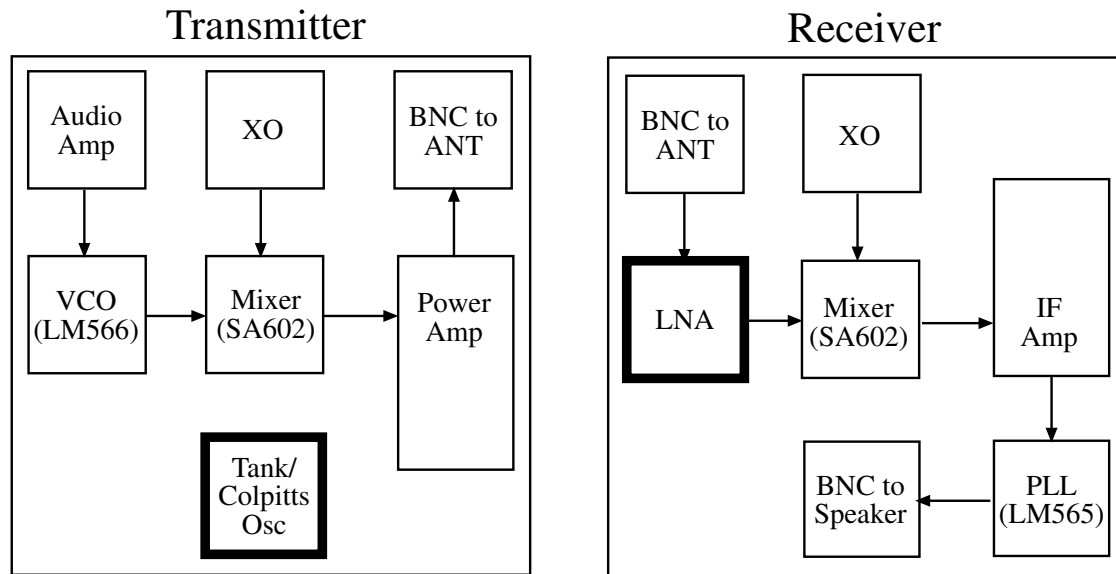 Transmitter
Audio
Amp
XO
BNC to
ANT
VCO
(LM566)
Mixer
(SA602)
Power
Amp
Tank/
Colpitts
Osc
Receiver
BNC to
ANT
XO
LNA
Mixer
(SA602)
IF
Amp
BNC to
Speaker
PLL
(LM565)